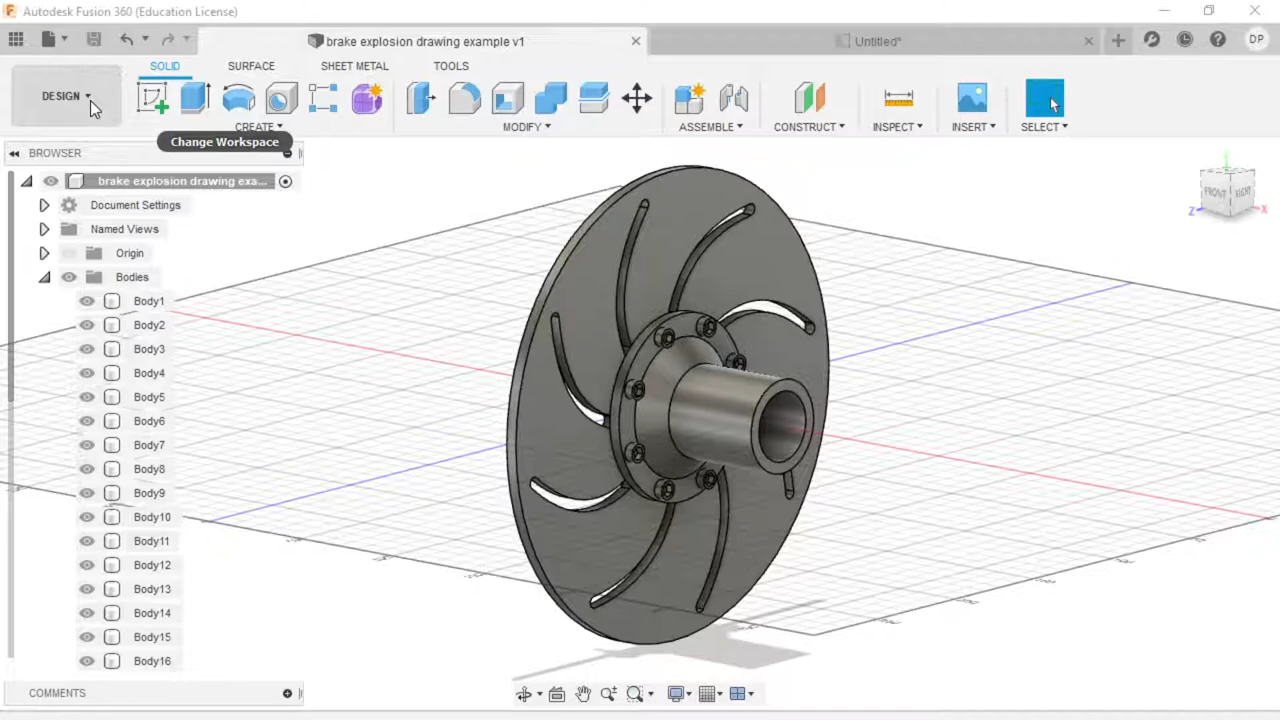 Autodesk Fusion 360 (Education License)
brake explosion drawing example v1
Untitled*
DP
SOLID
SURFACE
SHEET METAL
TOOLS
DESIGN
CREATE
MODIFY
ASSEMBLE
CONSTRUCT
INSPECT
INSERT
SELECT
Change Workspace
BROWSER
brake explosion drawing exa...
Document Settings
Named Views
Origin
Bodies
Body1
Body2
Body3
Body4
Body5
Body6
Body7
Body8
Body9
Body10
Body11
Body12
Body13
Body14
Body15
Body16
FRONT
RIGHT
Z
X
COMMENTS